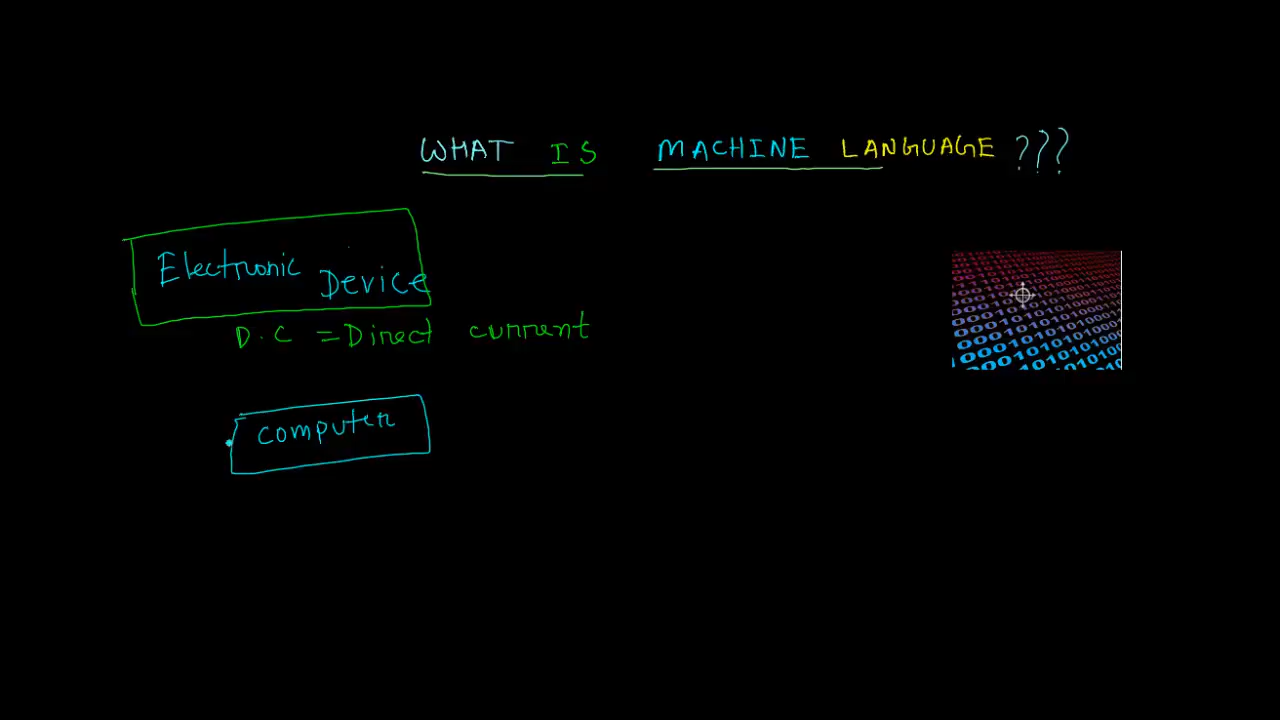 WHAT IS MACHINE LANGUAGE ???
Electronic Device
D.C = Direct current
computer